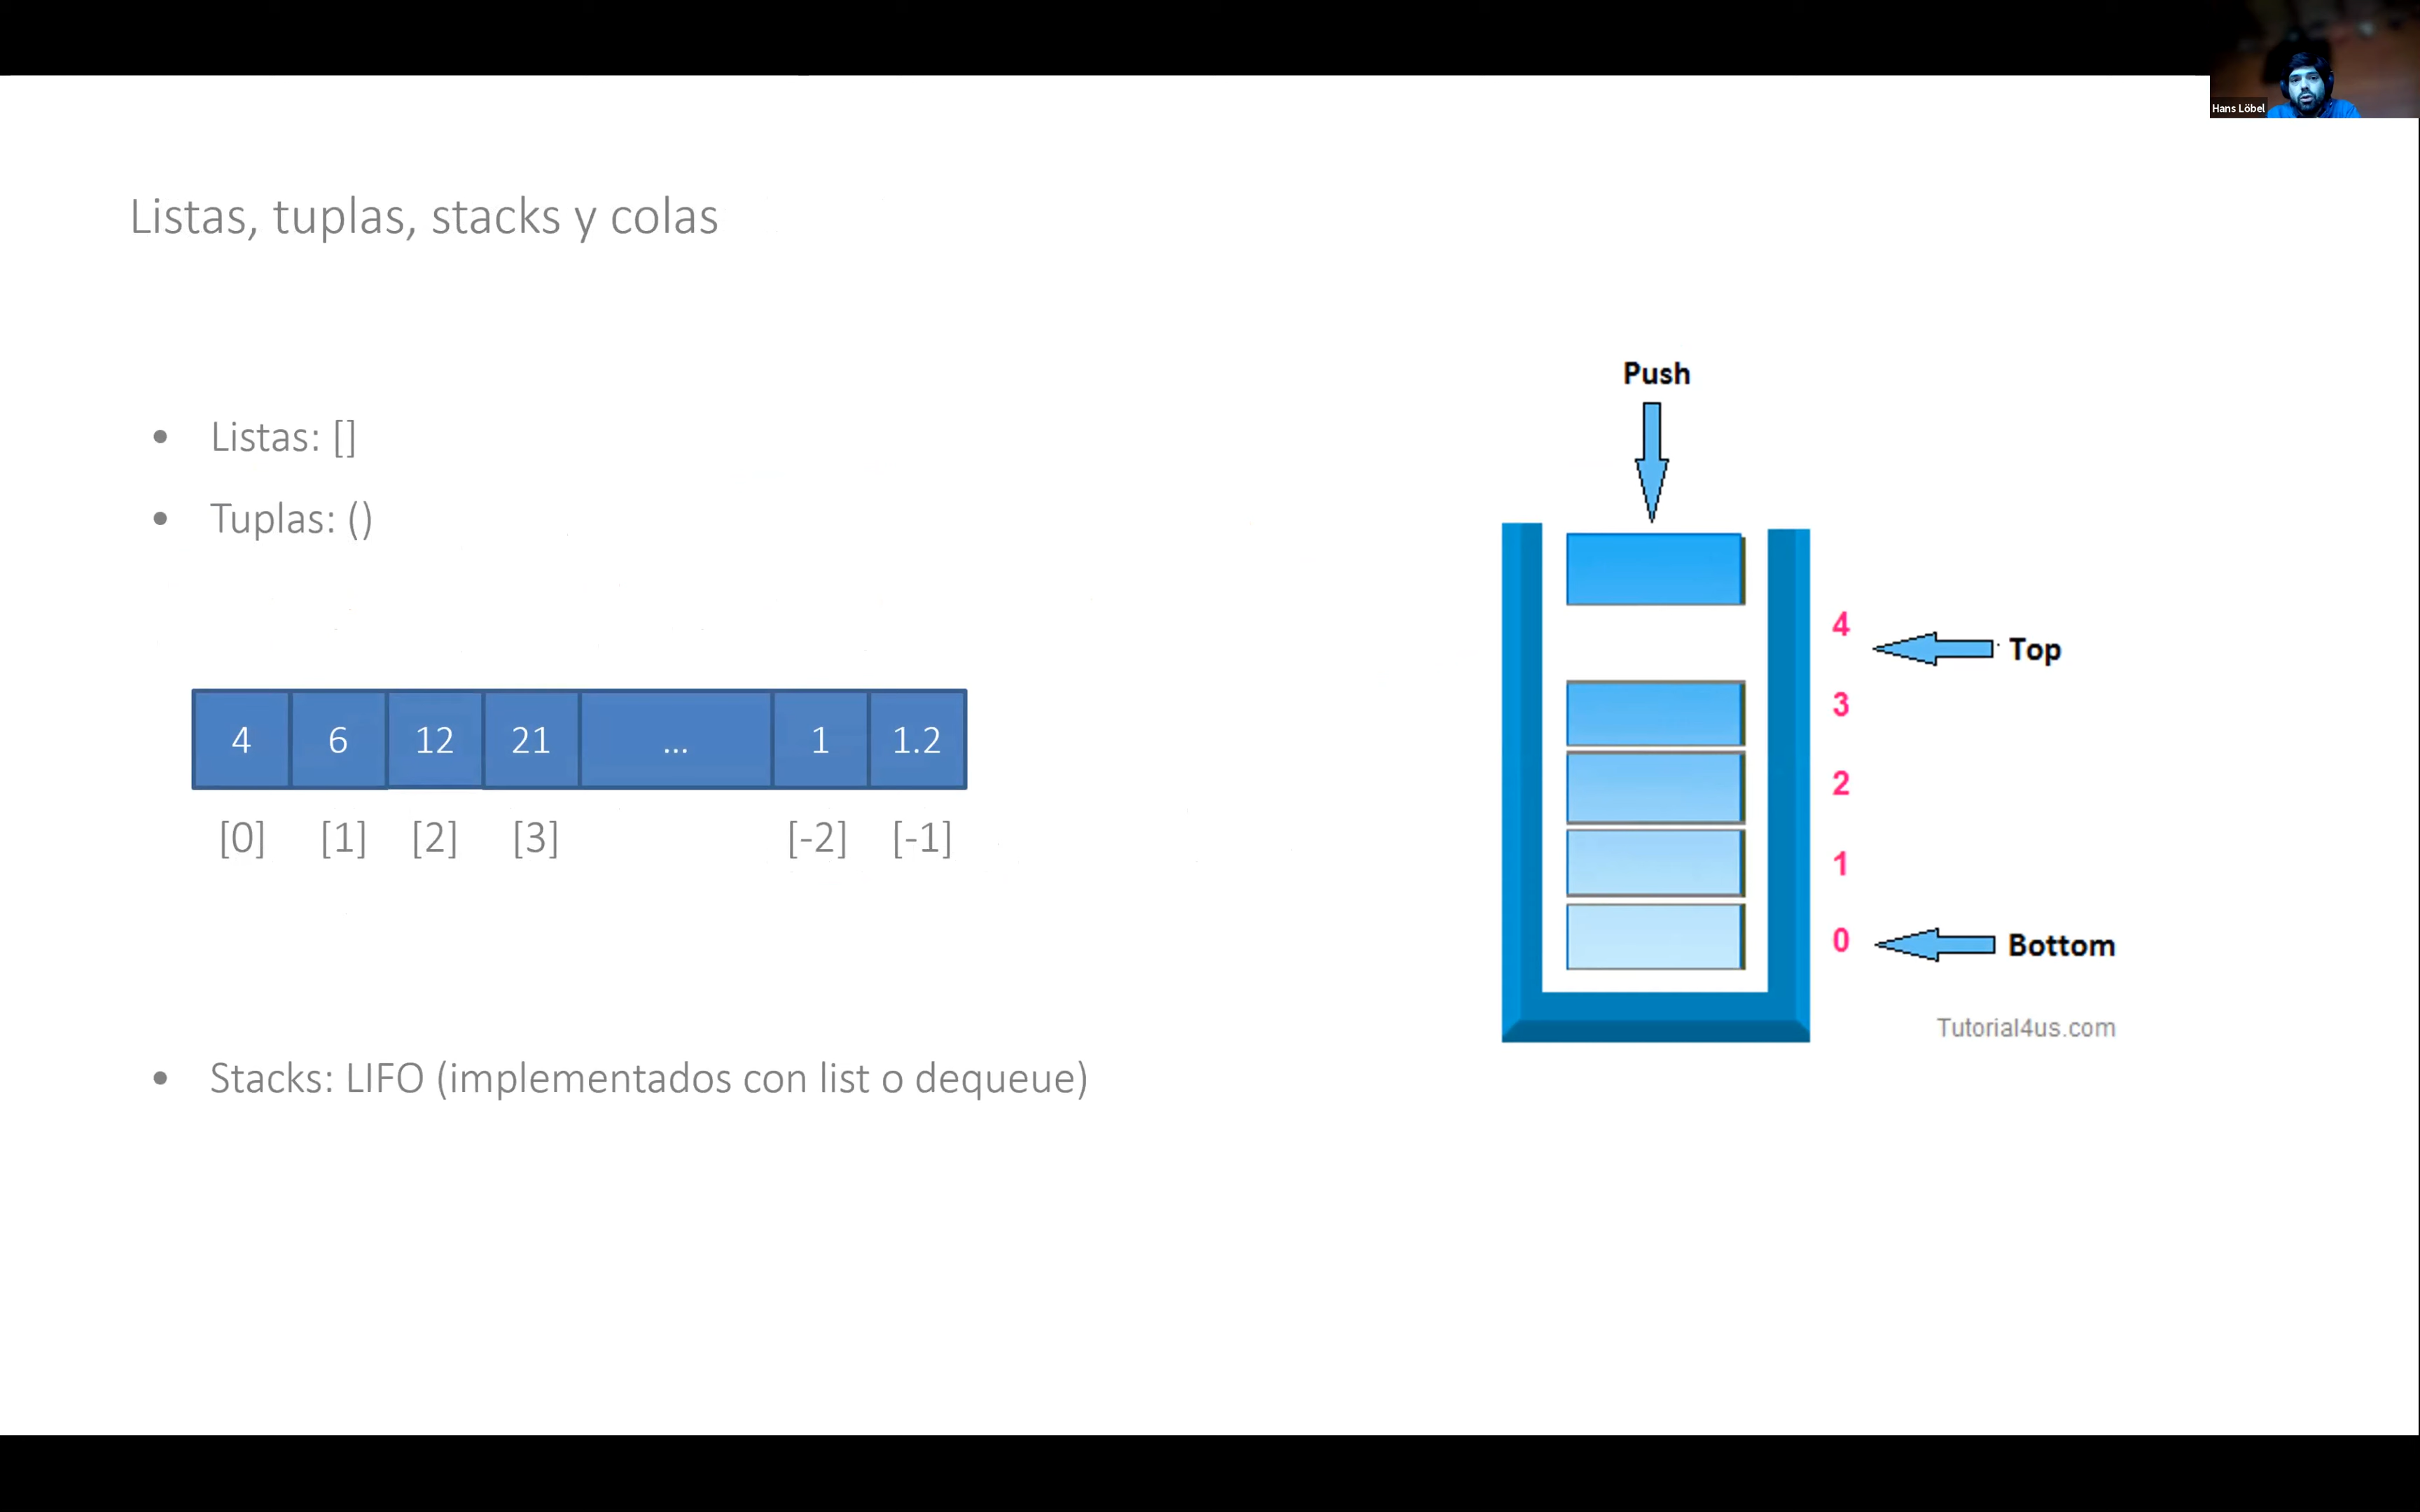 Hans Löbel
Listas, tuplas, stacks y colas
• Listas: []
• Tuplas: ()
4 6 12 21 ... 1 1.2
[0] [1] [2] [3] [-2] [-1]
• Stacks: LIFO (implementados con list o dequeue)
Push
4
Top
3
2
1
0
Bottom
Tutorial4us.com